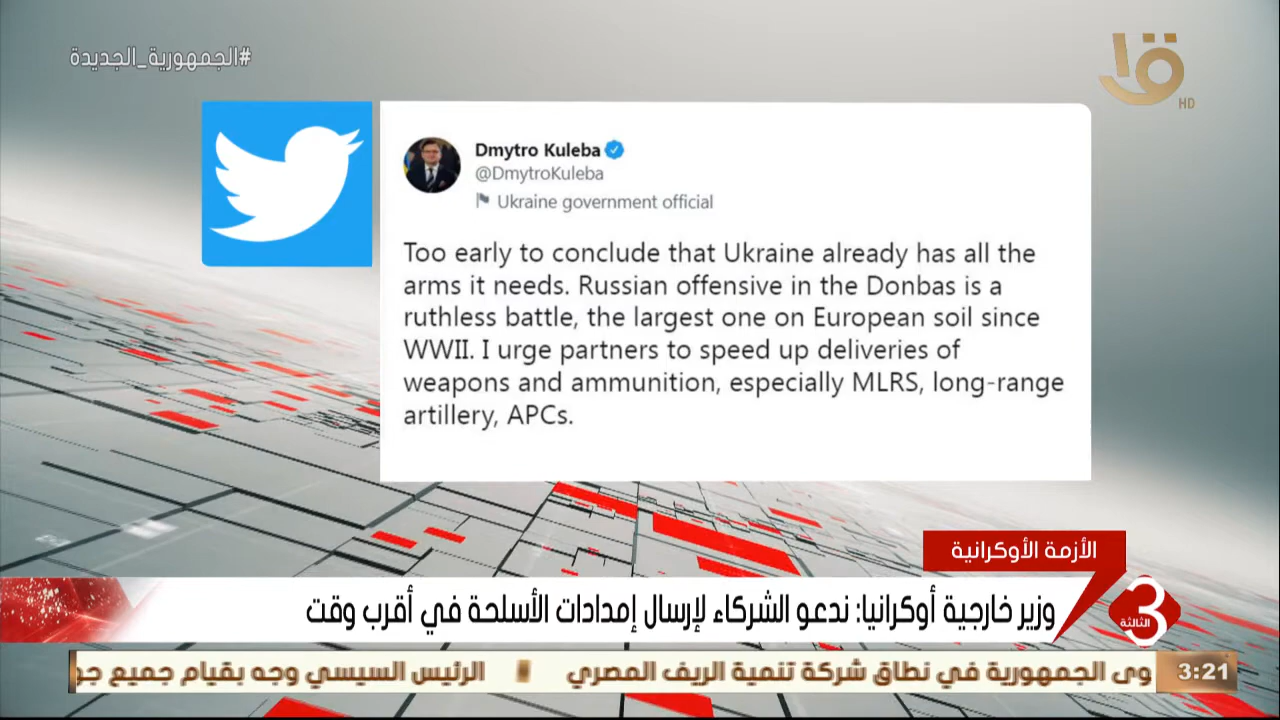 #الجمهورية_الجديدة
HD
Dmytro Kuleba
@DmytroKuleba
Ukraine government official
Too early to conclude that Ukraine already has all the
arms it needs. Russian offensive in the Donbas is a
ruthless battle, the largest one on European soil since
WWII. I urge partners to speed up deliveries of
weapons and ammunition, especially MLRS, long-range
artillery, APCs.
الأزمة الأوكرانية
3 الثالثة
وزير خارجية أوكرانيا: ندعو الشركاء لإرسال إمدادات الأسلحة في أقرب وقت
3:21
وى الجمهورية في نطاق شركة تنمية الريف المصري الرئيس السيسي وجه بقيام جميع